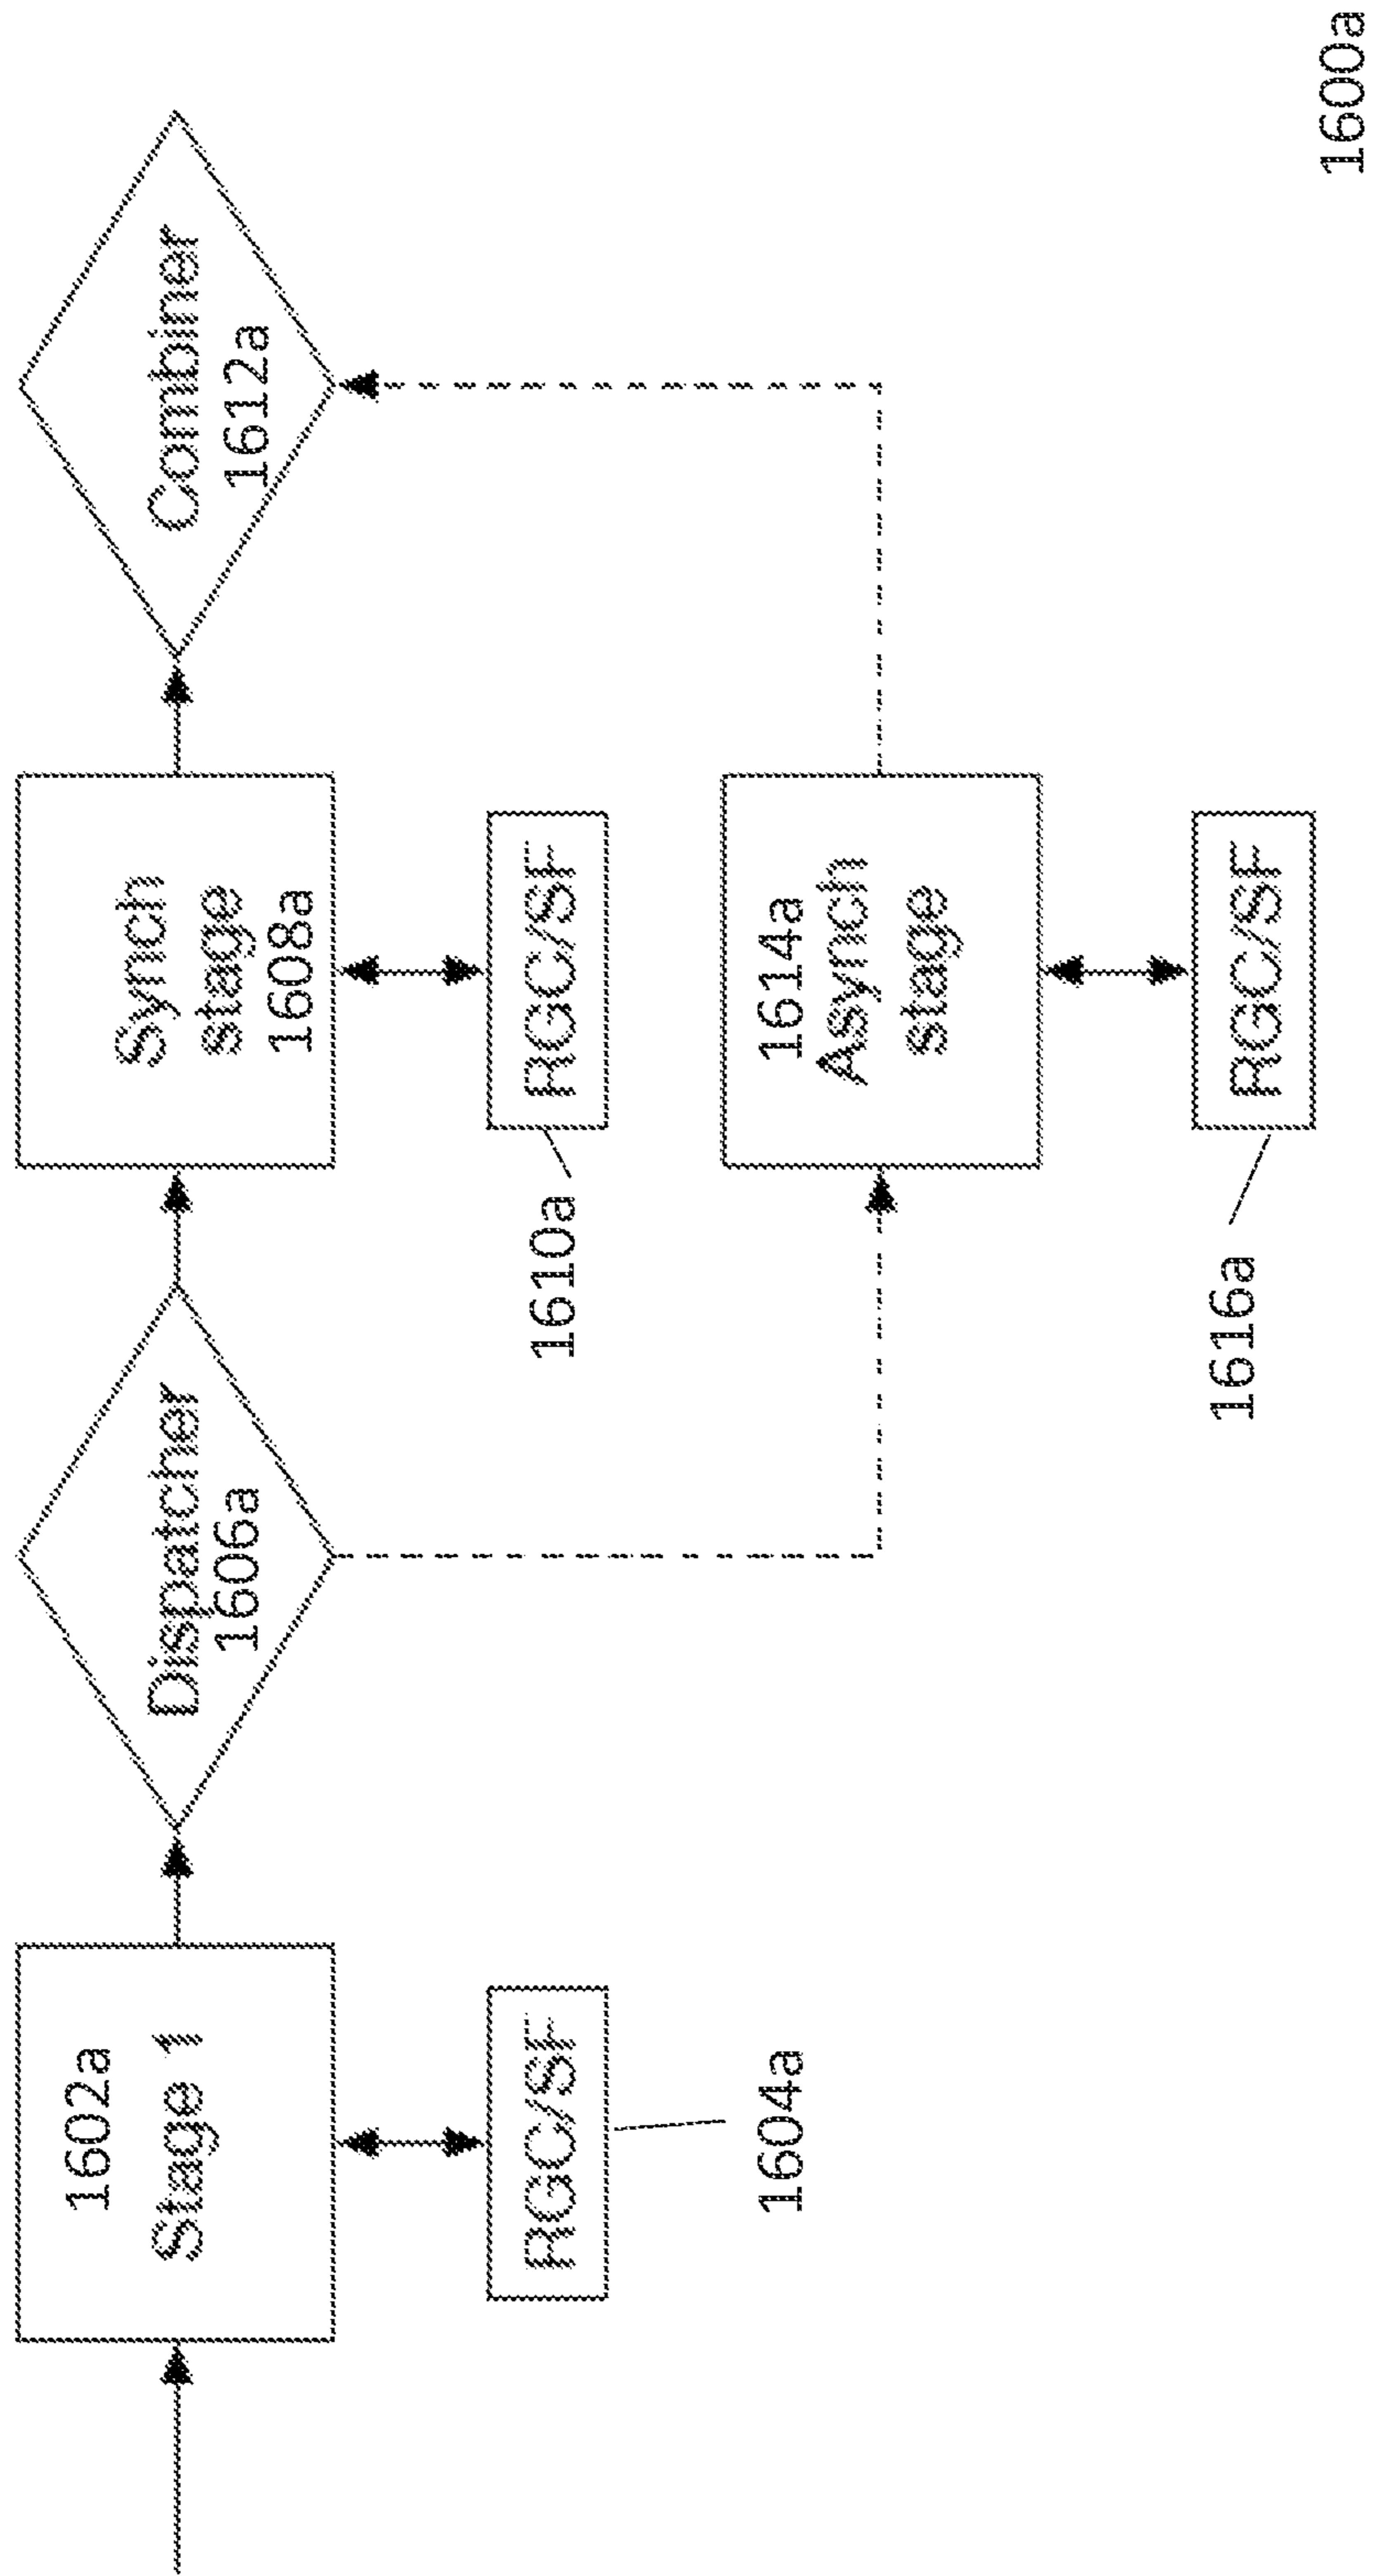 1602a
Stage 1
RGC/SF
1604a
Dispatcher
1606a
Synch
stage
1608a
RGC/SF
1610a
Combiner
1612a
1614a
Asynch
stage
RGC/SF
1616a
1600a